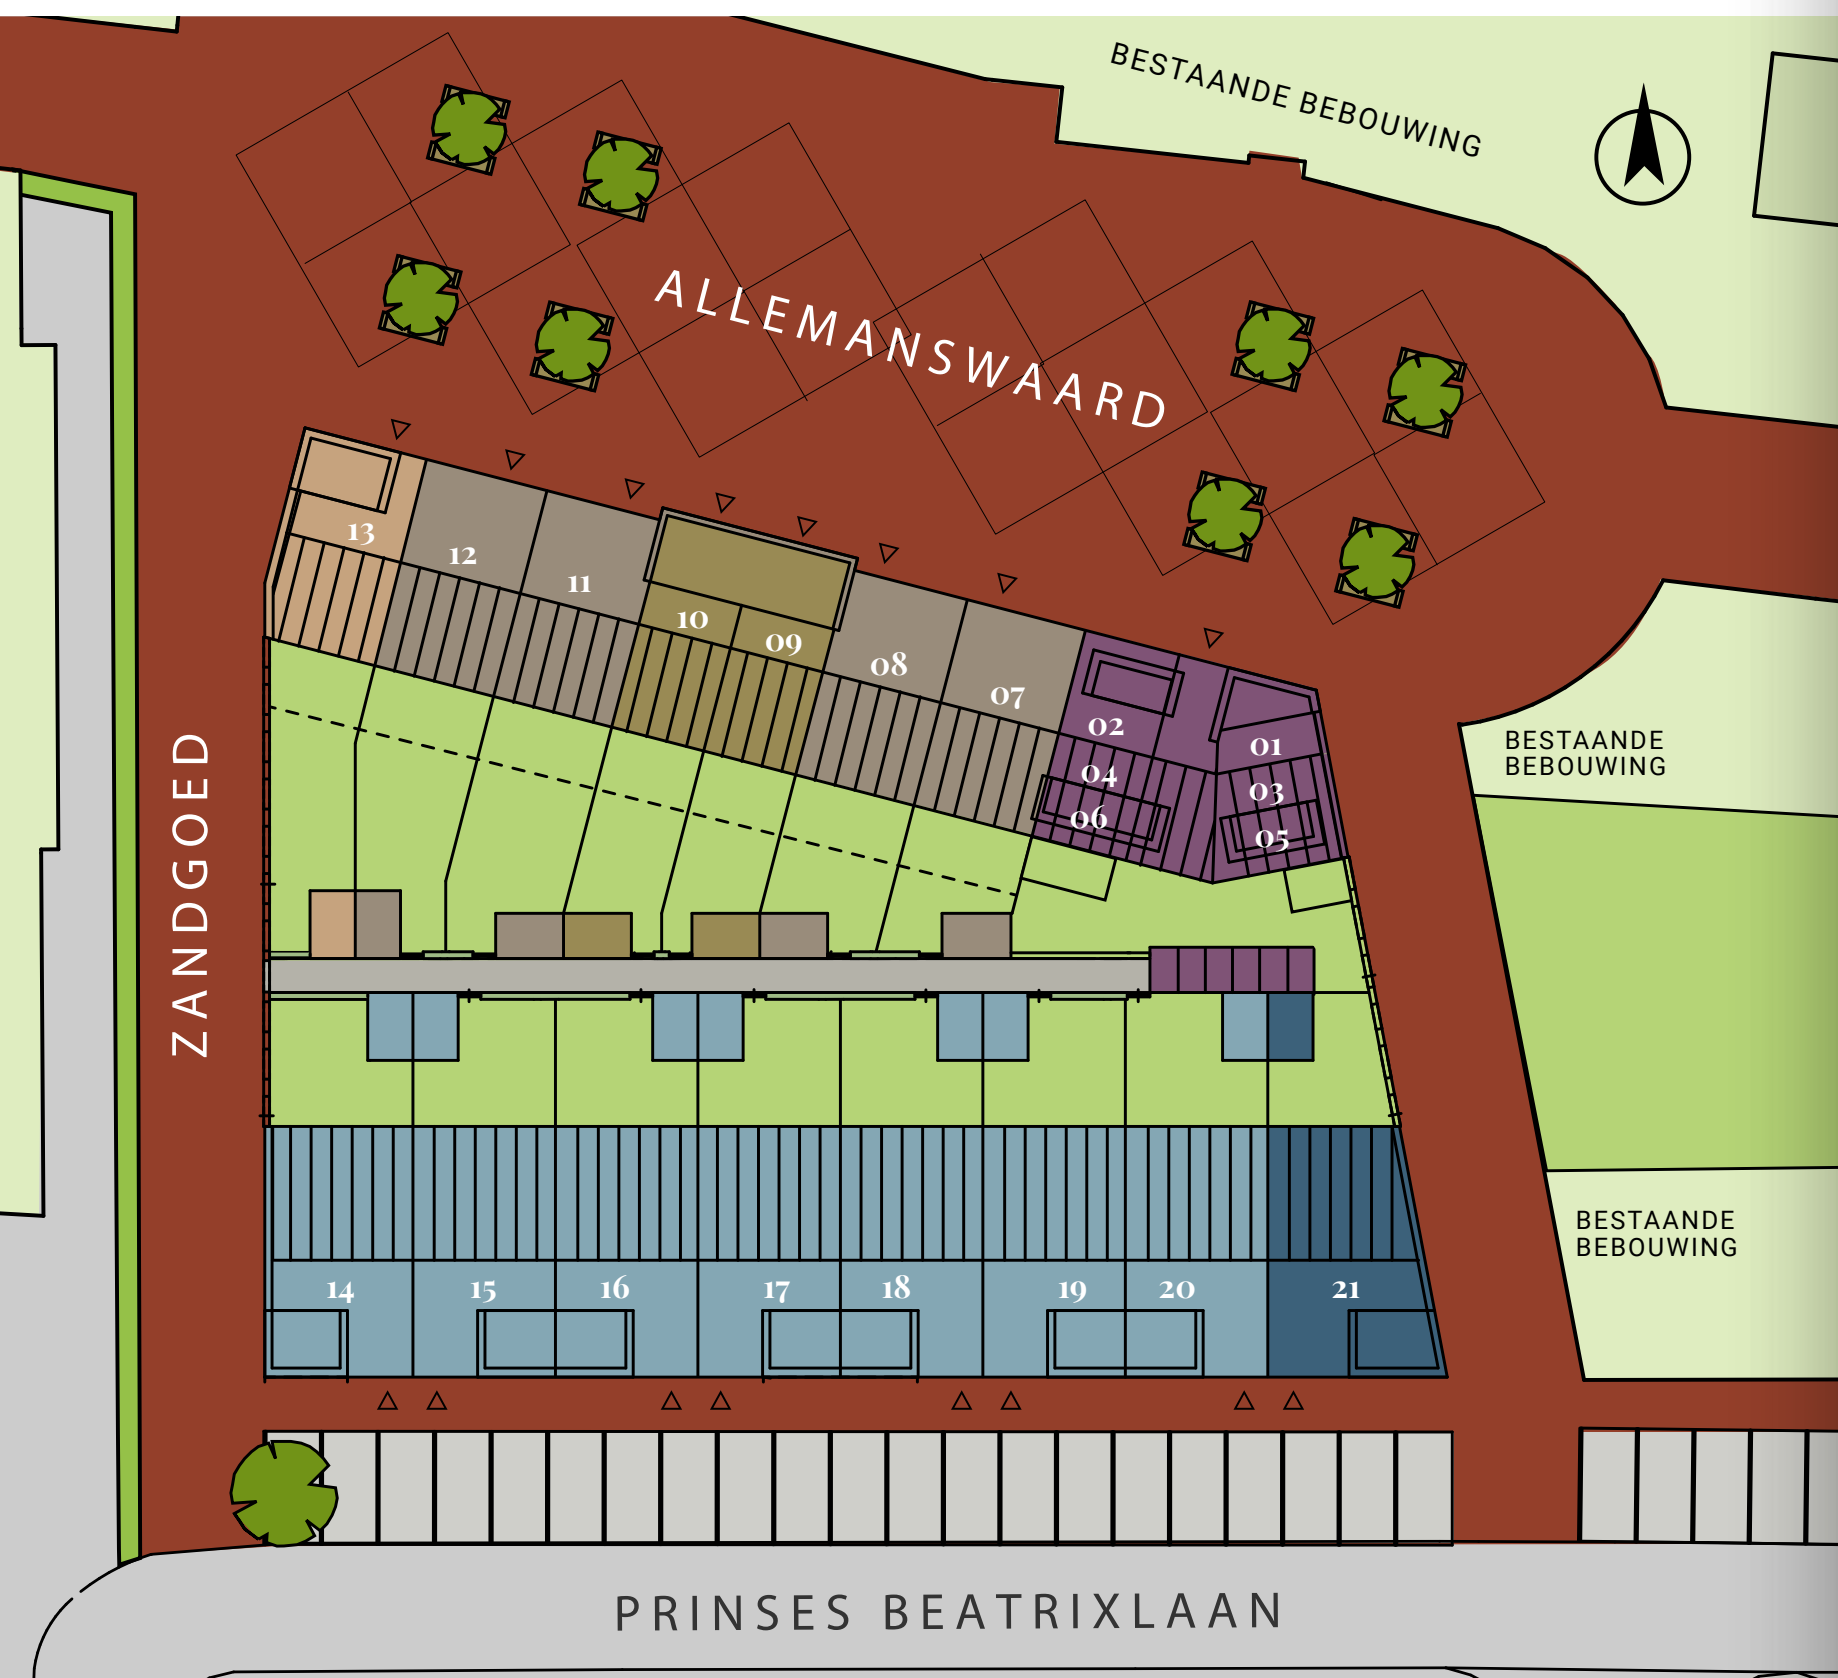 BESTAANDE BEBOUWING
ALLEMANSWAARD
13
12
11
10
09
08
07
02
01
04
03
06
05
BESTAANDE
BEBOUWING
ZANDGOED
BESTAANDE
BEBOUWING
14
15
16
17
18
19
20
21
PRINSES BEATRIXLAAN